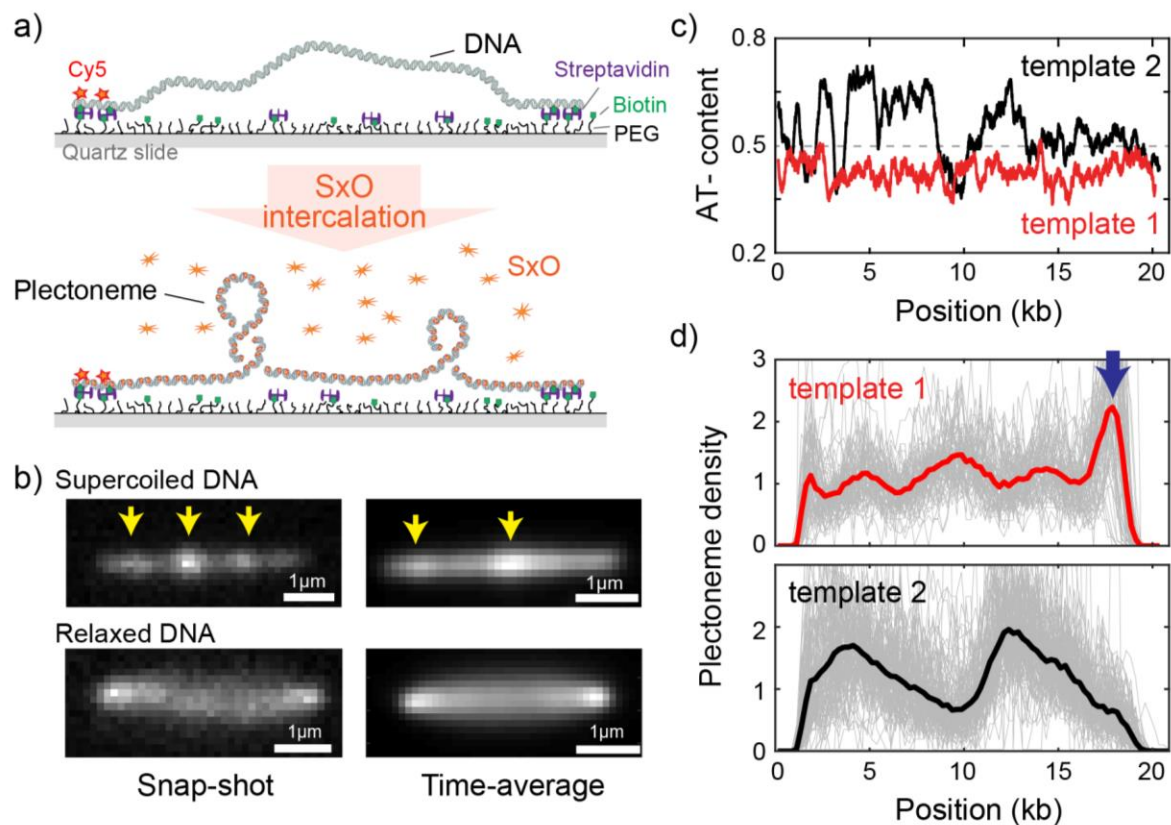 a)
DNA
Cy5
Streptavidin
Biotin
PEG
Quartz slide
SxO
intercalation
SxO
Plectoneme
b)
Supercoiled DNA
1µm
1µm
Relaxed DNA
1µm
1µm
Snap-shot
Time-average
c)
0.8
0.5
0.2
AT- content
template 2
template 1
0
5
10
15
20
Position (kb)
d)
3
2
1
0
template 1
2
1
0
template 2
Plectoneme density
0
5
10
15
20
Position (kb)